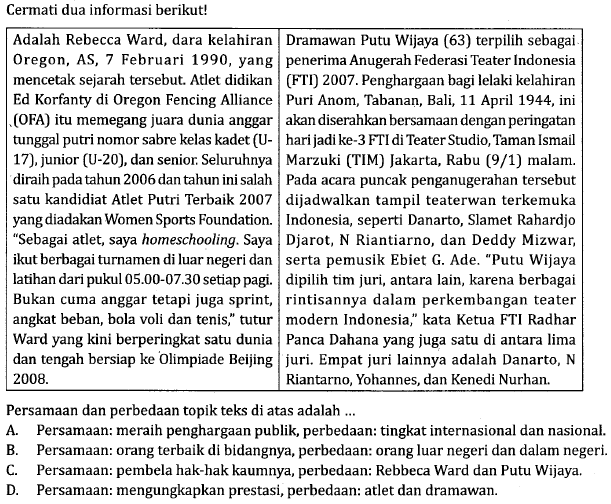 Cermati dua informasi berikut!
Adalah Rebecca Ward, dara kelahiran
Oregon, AS, 7 Februari 1990, yang
mencetak sejarah tersebut. Atlet didikan
Ed Korfanty di Oregon Fencing Alliance
(OFA) itu memegang juara dunia anggar
tunggal putri nomor sabre kelas kadet (U-
17), junior (U-20), dan senior. Seluruhnya
diraih pada tahun 2006 dan tahun ini salah
satu kandidiat Atlet Putri Terbaik 2007
yang diadakan Women Sports Foundation.
"Sebagai atlet, saya homeschooling. Saya
ikut berbagai turnamen di luar negeri dan
latihan dari pukul 05.00-07.30 setiap pagi.
Bukan cuma anggar tetapi juga sprint,
angkat beban, bola voli dan tenis," tutur
Ward yang kini berperingkat satu dunia
dan tengah bersiap ke Olimpiade Beijing
2008.
Dramawan Putu Wijaya (63) terpilih sebagai
penerima Anugerah Federasi Teater Indonesia
(FTI) 2007. Penghargaan bagi lelaki kelahiran
Puri Anom, Tabanan, Bali, 11 April 1944, ini
akan diserahkan bersamaan dengan peringatan
hari jadi ke-3 FTI di Teater Studio, Taman Ismail
Marzuki (TIM) Jakarta, Rabu (9/1) malam.
Pada acara puncak penganugerahan tersebut
dijadwalkan tampil teaterwan terkemuka
Indonesia, seperti Danarto, Slamet Rahardjo
Djarot, N Riantiarno, dan Deddy Mizwar,
serta pemusik Ebiet G. Ade. "Putu Wijaya
dipilih tim juri, antara lain, karena berbagai
rintisannya dalam perkembangan teater
modern Indonesia," kata Ketua FTI Radhar
Panca Dahana yang juga satu di antara lima
juri. Empat juri lainnya adalah Danarto, N
Riantarno, Yohannes, dan Kenedi Nurhan.
Persamaan dan perbedaan topik teks di atas adalah ...
A. Persamaan: meraih penghargaan publik, perbedaan: tingkat internasional dan nasional.
B. Persamaan: orang terbaik di bidangnya, perbedaan: orang luar negeri dan dalam negeri.
C. Persamaan: pembela hak-hak kaumnya, perbedaan: Rebbeca Ward dan Putu Wijaya.
D. Persamaan: mengungkapkan prestasi, perbedaan: atlet dan dramawan.